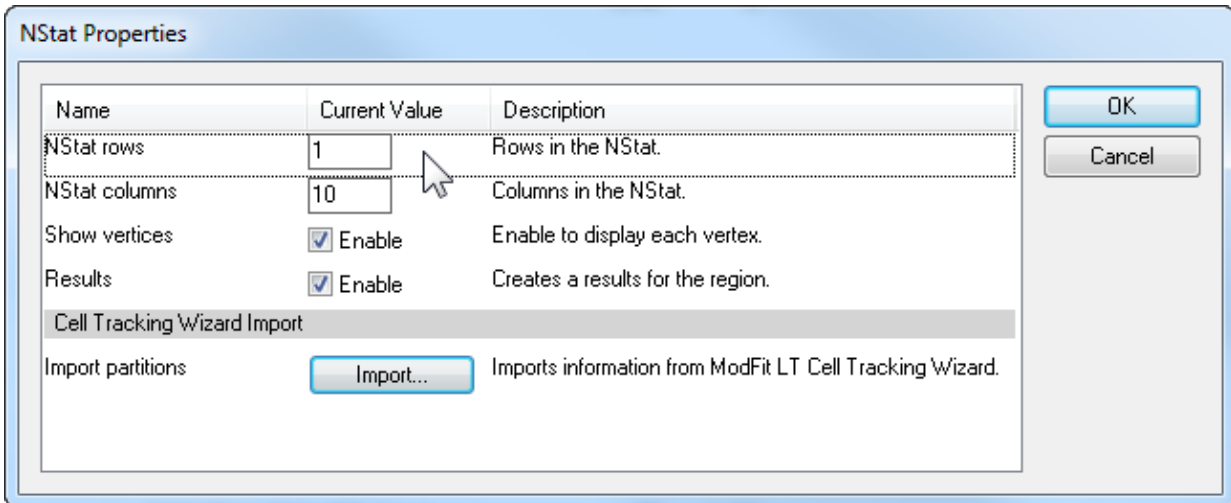 NStat Properties
Name Current Value Description
NStat rows 1 Rows in the NStat.
NStat columns 10 Columns in the NStat.
Show vertices Enable Enable to display each vertex.
Results Enable Creates a results for the region.
Cell Tracking Wizard Import
Import partitions Import... Imports information from ModFit LT Cell Tracking Wizard.
OK
Cancel